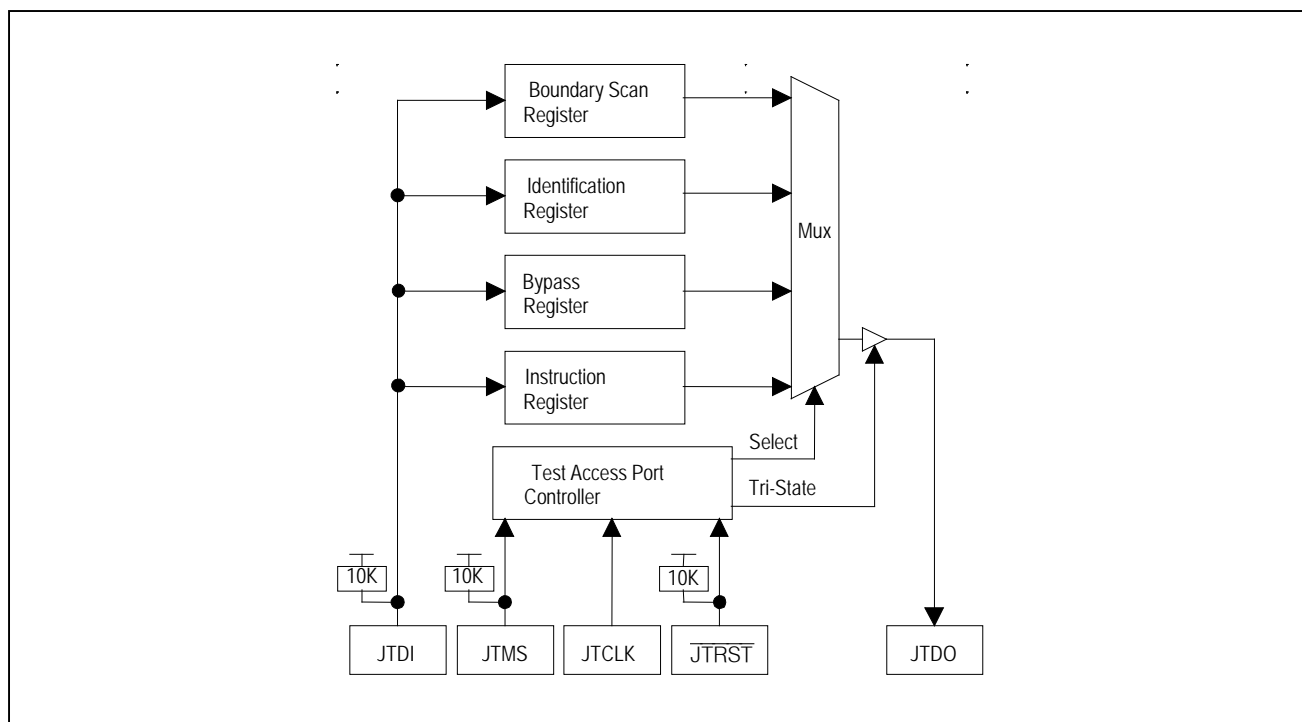 Boundary Scan
Register
Identification
Register
Mux
Bypass
Register
Instruction
Register
Select
Test Access Port
Controller
Tri-State
10K
10K
10K
JTDI
JTMS
JTCLK
JTRST
JTDO